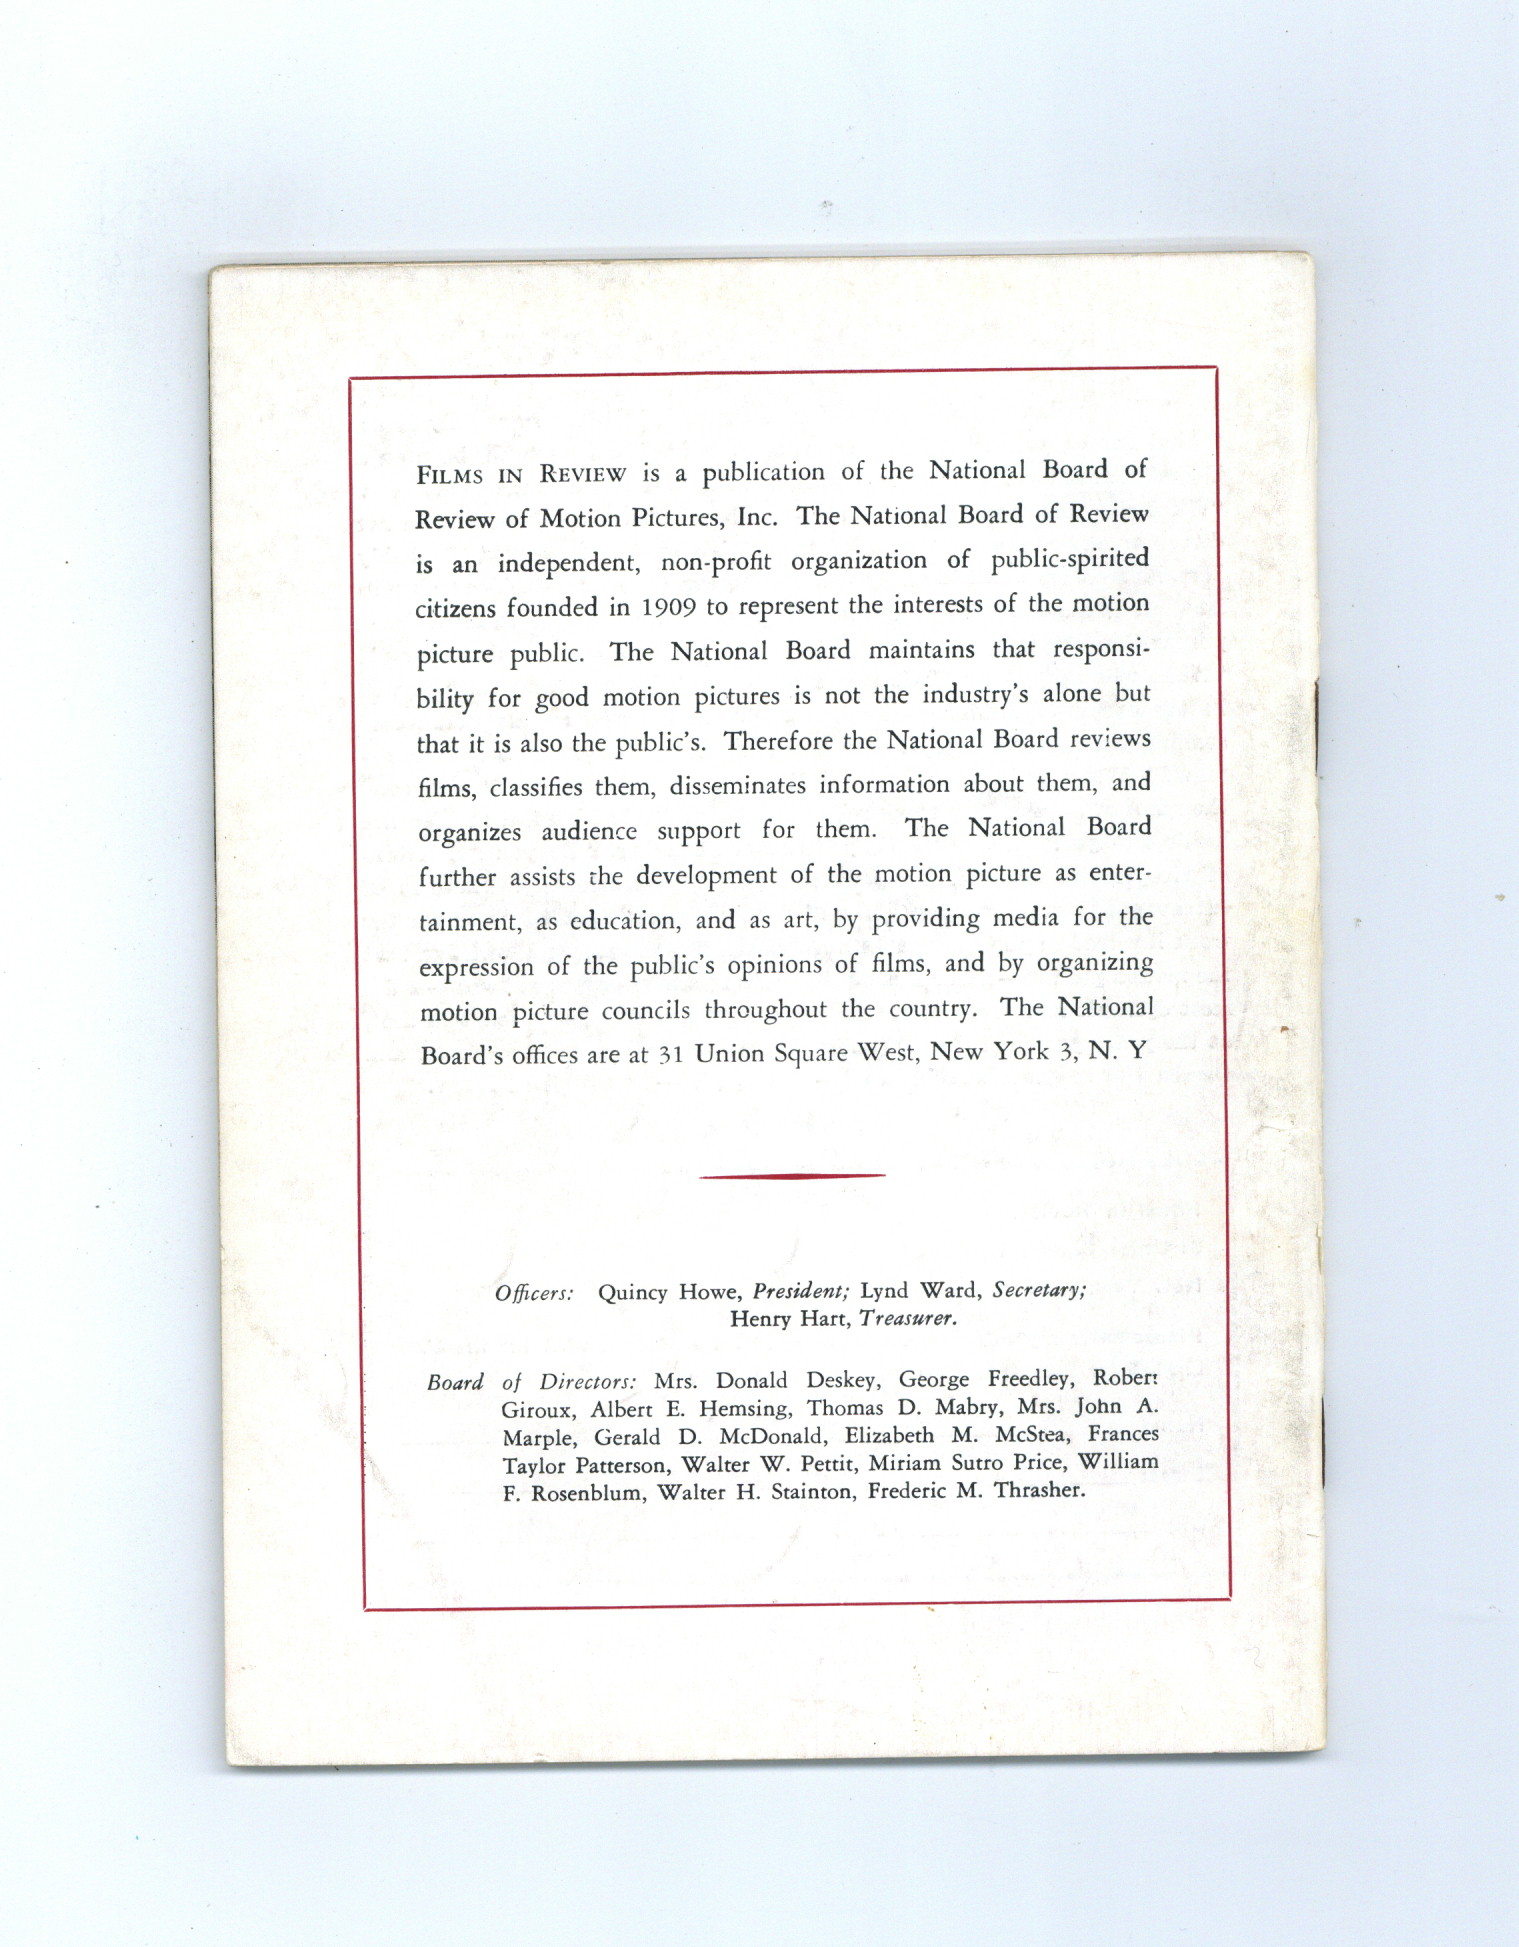 FILMS IN REVIEW is a publication of the National Board of
Review of Motion Pictures, Inc. The National Board of Review
is an independent, non-profit organization of public-spirited
citizens founded in 1909 to represent the interests of the motion
picture public. The National Board maintains that responsi-
bility for good motion pictures is not the industry's alone but
that it is also the public's. Therefore the National Board reviews
films, classifies them, disseminates information about them, and
organizes audience support for them. The National Board
further assists the development of the motion picture as enter-
tainment, as education, and as art, by providing media for the
expression of the public's opinions of films, and by organizing
motion picture councils throughout the country. The National
Board's offices are at 31 Union Square West, New York 3, N. Y
Officers: Quincy Howe, President; Lynd Ward, Secretary;
Henry Hart, Treasurer.
Board of Directors: Mrs. Donald Deskey, George Freedley, Robert
Giroux, Albert E. Hemsing, Thomas D. Mabry, Mrs. John A.
Marple, Gerald D. McDonald, Elizabeth M. McStea, Frances
Taylor Patterson, Walter W. Pettit, Miriam Sutro Price, William
F. Rosenblum, Walter H. Stainton, Frederic M. Thrasher.